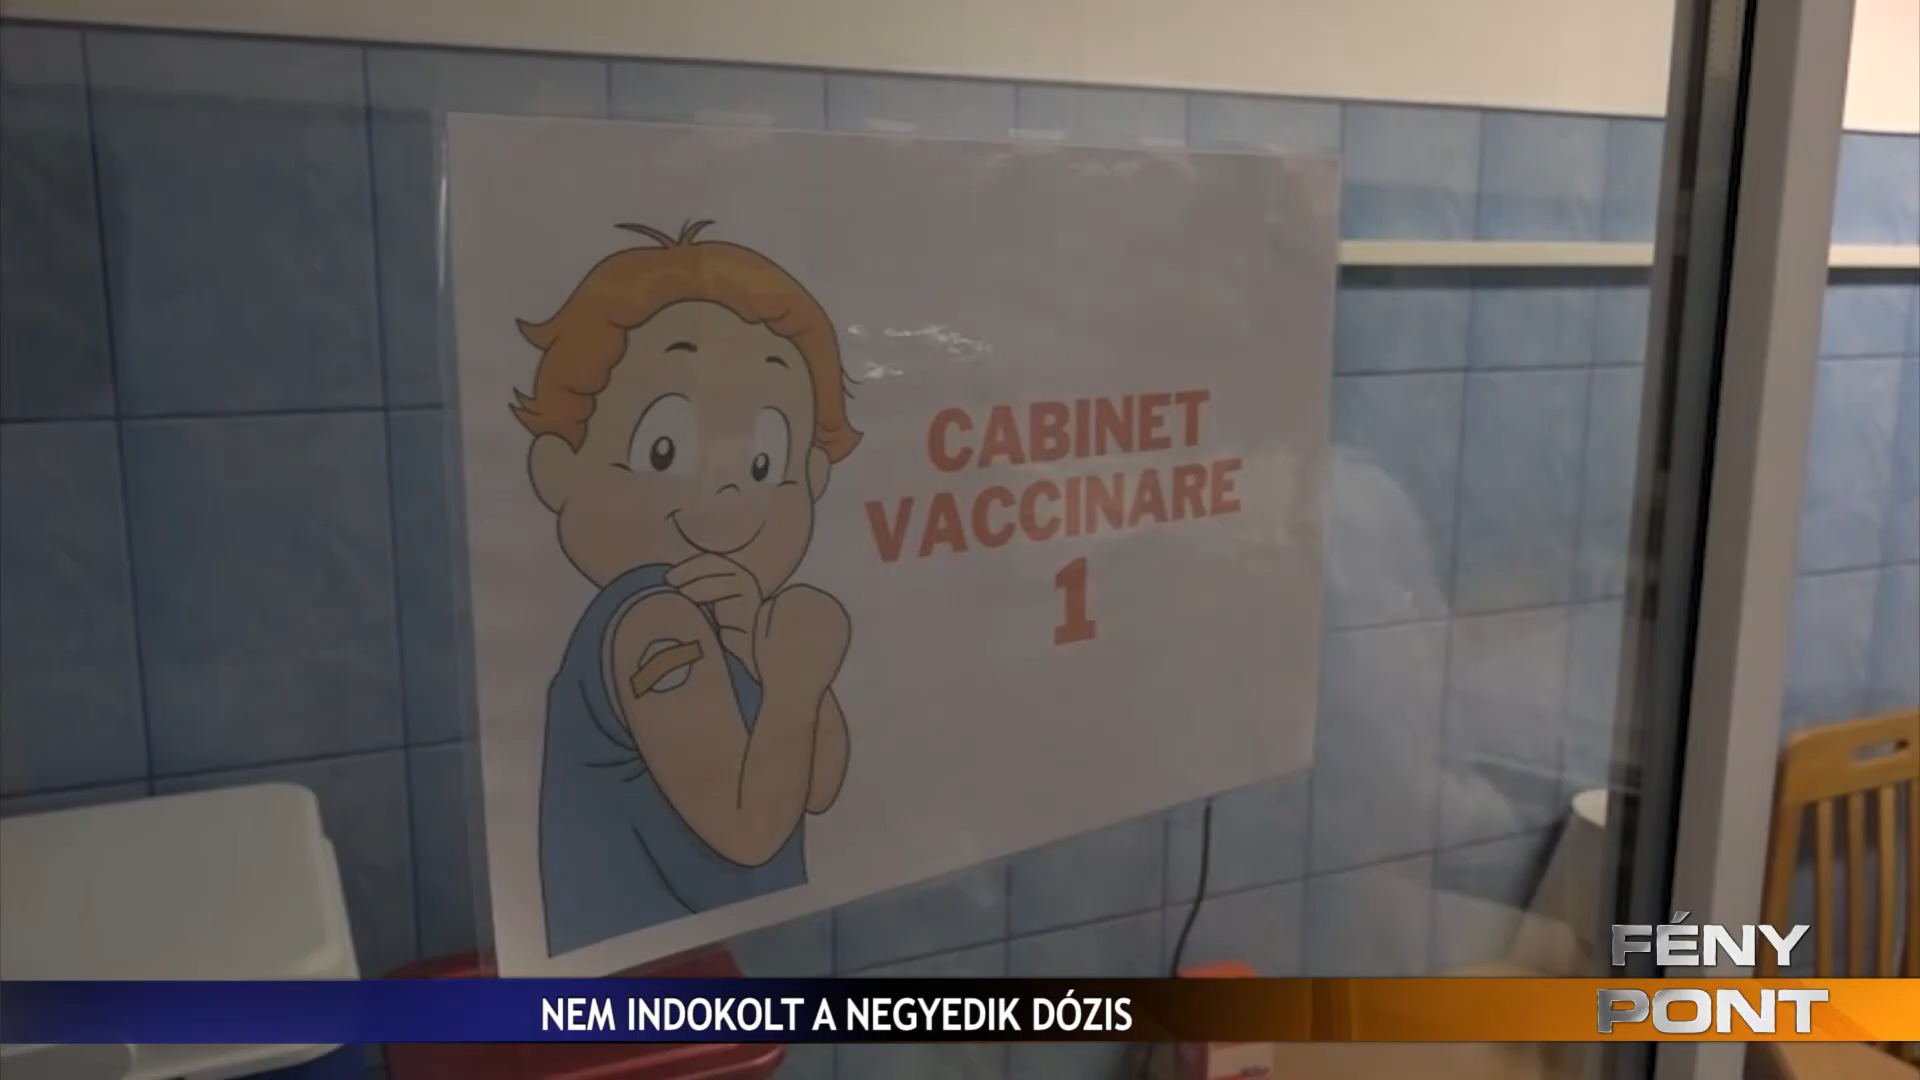 CABINET
VACCINARE
1
NEM INDOKOLT A NEGYEDIK DÓZIS
FÉNY
PONT